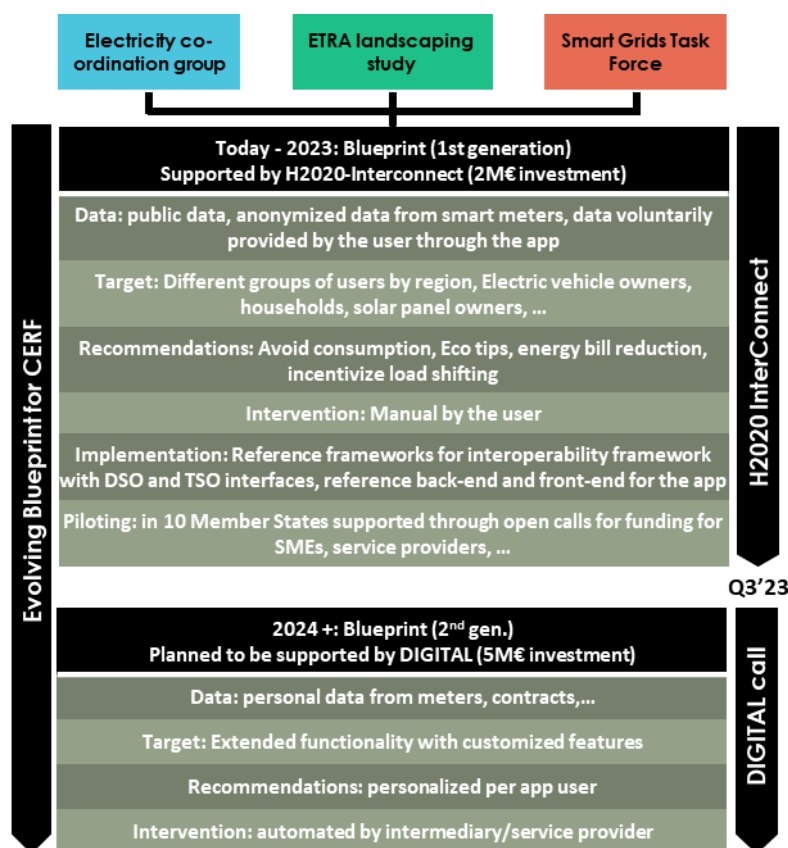 Electricity co-
ordination group
ETRA landscaping
study
Smart Grids Task
Force
Evolving Blueprint for CERF
Today - 2023: Blueprint (1st generation)
Supported by H2020-Interconnect (2M€ investment)
Data: public data, anonymized data from smart meters, data voluntarily
provided by the user through the app
Target: Different groups of users by region, Electric vehicle owners,
households, solar panel owners, ...
Recommendations: Avoid consumption, Eco tips, energy bill reduction,
incentivize load shifting
Intervention: Manual by the user
Implementation: Reference frameworks for interoperability framework
with DSO and TSO interfaces, reference back-end and front-end for the app
Piloting: in 10 Member States supported through open calls for funding for
SMEs, service providers, ...
H2020 InterConnect
Q3'23
2024 +: Blueprint (2nd gen.)
Planned to be supported by DIGITAL (5M€ investment)
Data: personal data from meters, contracts,...
Target: Extended functionality with customized features
Recommendations: personalized per app user
Intervention: automated by intermediary/service provider
DIGITAL call